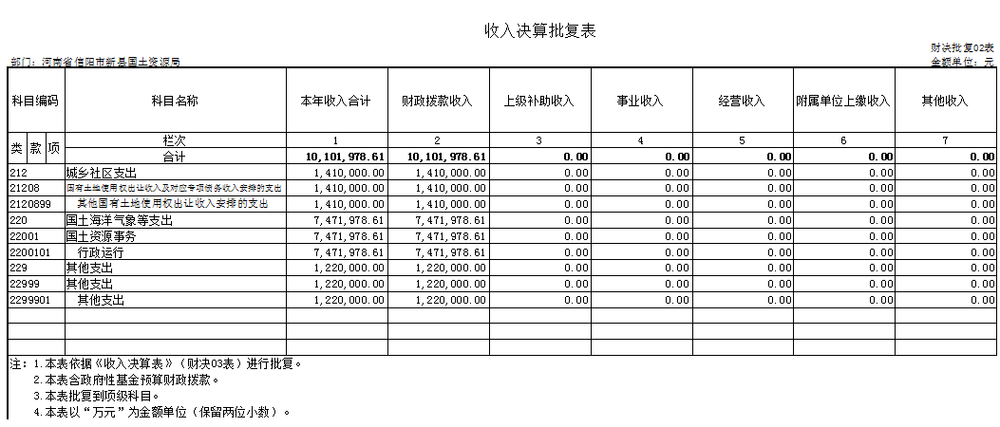 收入决算批复表
财决批复02表
部门：河南省信阳市新县国土资源局 金额单位：元
科目编码 科目名称 本年收入合计 财政拨款收入 上级补助收入 事业收入 经营收入 附属单位上缴收入 其他收入
类 款 项 栏次 1 2 3 4 5 6 7
合计 10,101,978.61 10,101,978.61 0.00 0.00 0.00 0.00 0.00
212 城乡社区支出 1,410,000.00 1,410,000.00 0.00 0.00 0.00 0.00 0.00
21208 国有土地使用权出让收入及对应专项债务收入安排的支出 1,410,000.00 1,410,000.00 0.00 0.00 0.00 0.00 0.00
2120899 其他国有土地使用权出让收入安排的支出 1,410,000.00 1,410,000.00 0.00 0.00 0.00 0.00 0.00
220 国土海洋气象等支出 7,471,978.61 7,471,978.61 0.00 0.00 0.00 0.00 0.00
22001 国土资源事务 7,471,978.61 7,471,978.61 0.00 0.00 0.00 0.00 0.00
2200101 行政运行 7,471,978.61 7,471,978.61 0.00 0.00 0.00 0.00 0.00
229 其他支出 1,220,000.00 1,220,000.00 0.00 0.00 0.00 0.00 0.00
22999 其他支出 1,220,000.00 1,220,000.00 0.00 0.00 0.00 0.00 0.00
2299901 其他支出 1,220,000.00 1,220,000.00 0.00 0.00 0.00 0.00 0.00
注：1.本表依据《收入决算表》（财决03表）进行批复。
2.本表含政府性基金预算财政拨款。
3.本表批复到项级科目。
4.本表以“万元”为金额单位（保留两位小数）。